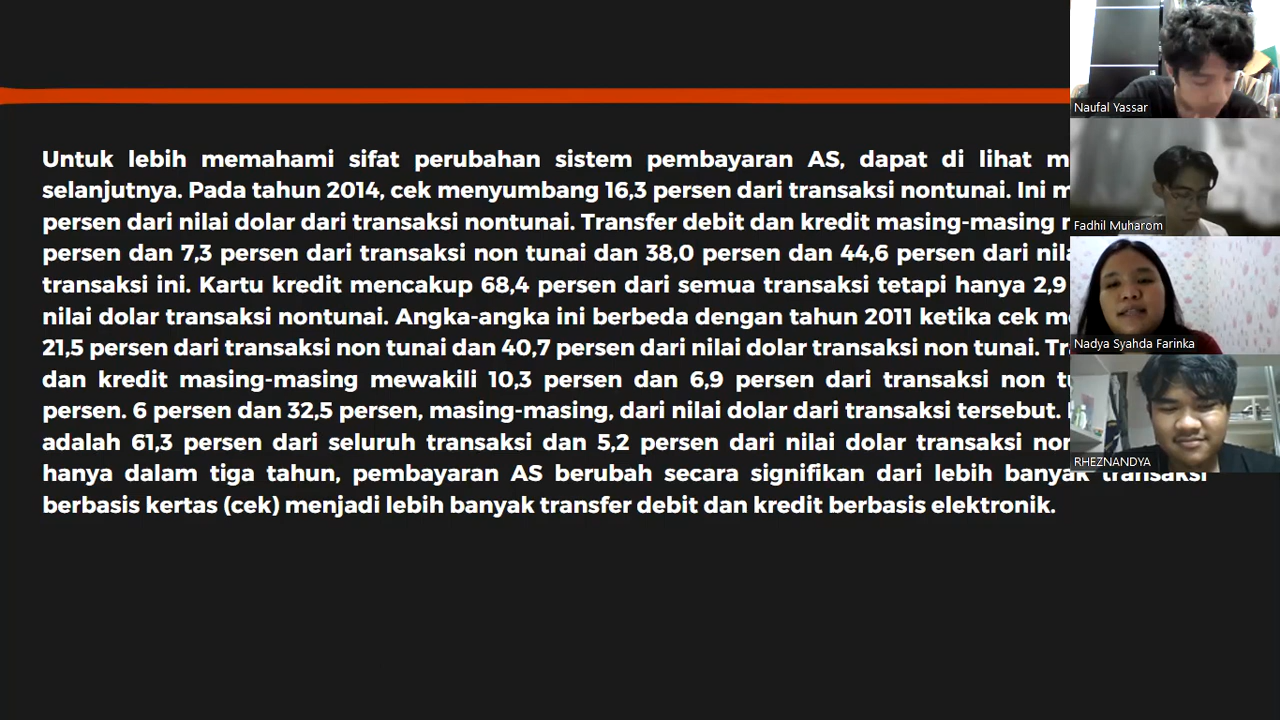 Untuk lebih memahami sifat perubahan sistem pembayaran AS, dapat di lihat
selanjutnya. Pada tahun 2014, cek menyumbang 16,3 persen dari transaksi nontunai. Ini
persen dari nilai dolar dari transaksi nontunai. Transfer debit dan kredit masing-masing
persen dan 7,3 persen dari transaksi non tunai dan 38,0 persen dan 44,6 persen dari
transaksi ini. Kartu kredit mencakup 68,4 persen dari semua transaksi tetapi hanya 2,9
nilai dolar transaksi nontunai. Angka-angka ini berbeda dengan tahun 2011 ketika cek
21,5 persen dari transaksi non tunai dan 40,7 persen dari nilai dolar transaksi non tunai.
dan kredit masing-masing mewakili 10,3 persen dan 6,9 persen dari transaksi non
persen. 6 persen dan 32,5 persen, masing-masing, dari nilai dolar dari transaksi tersebut.
adalah 61,3 persen dari seluruh transaksi dan 5,2 persen dari nilai dolar transaksi
hanya dalam tiga tahun, pembayaran AS berubah secara signifikan dari lebih banyak transaksi
berbasis kertas (cek) menjadi lebih banyak transfer debit dan kredit berbasis elektronik.
Naufal Yassar
Fadhil Muharom
Nadya Syahda Farinka
RHEZNANDYA